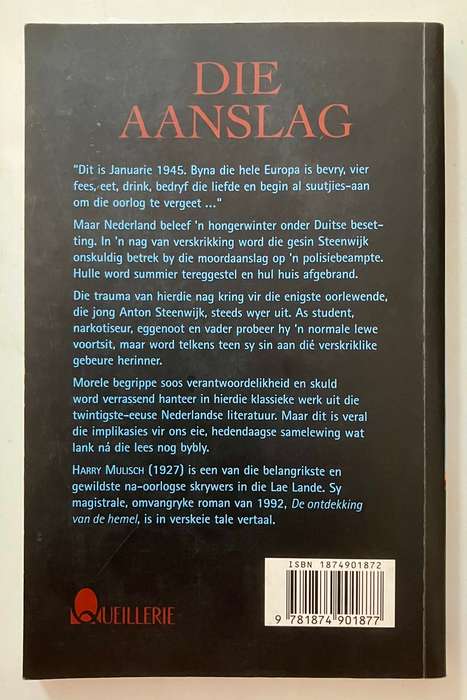 DIE
AANSLAG
"Dit is Januarie 1945. Byna die hele Europa is bevry, vier
fees, eet, drink, bedryf die liefde en begin al suutjies-aan
om die oorlog te vergeet ..."
Maar Nederland beleef 'n hongerwinter onder Duitse beset-
ting. In 'n nag van verskrikking word die gesin Steenwijk
onskuldig betrek by die moordaanslag op 'n polisiebeampte.
Hulle word summier tereggestel en hul huis afgebrand.
Die trauma van hierdie nag kring vir die enigste oorlewende,
die jong Anton Steenwijk, steeds wyer uit. As student,
narkotiseur, eggenoot en vader probeer hy 'n normale lewe
voortsit, maar word telkens teen sy sin aan dié verskriklike
gebeure herinner.
Morele begrippe soos verantwoordelikheid en skuld
word verrassend hanteer in hierdie klassieke werk uit die
twintigste-eeuse Nederlandse literatuur. Maar dit is veral
die implikasies vir ons eie, hedendaagse samelewing wat
lank ná die lees nog bybly.
HARRY MULISCH (1927) is een van die belangrikste en
gewildste na-oorlogse skrywers in die Lae Lande. Sy
magistrale, omvangryke roman van 1992, De ontdekking
van de hemel, is in verskeie tale vertaal.
ISBN 1874901872
9 781874 901877
QUEILLERIE